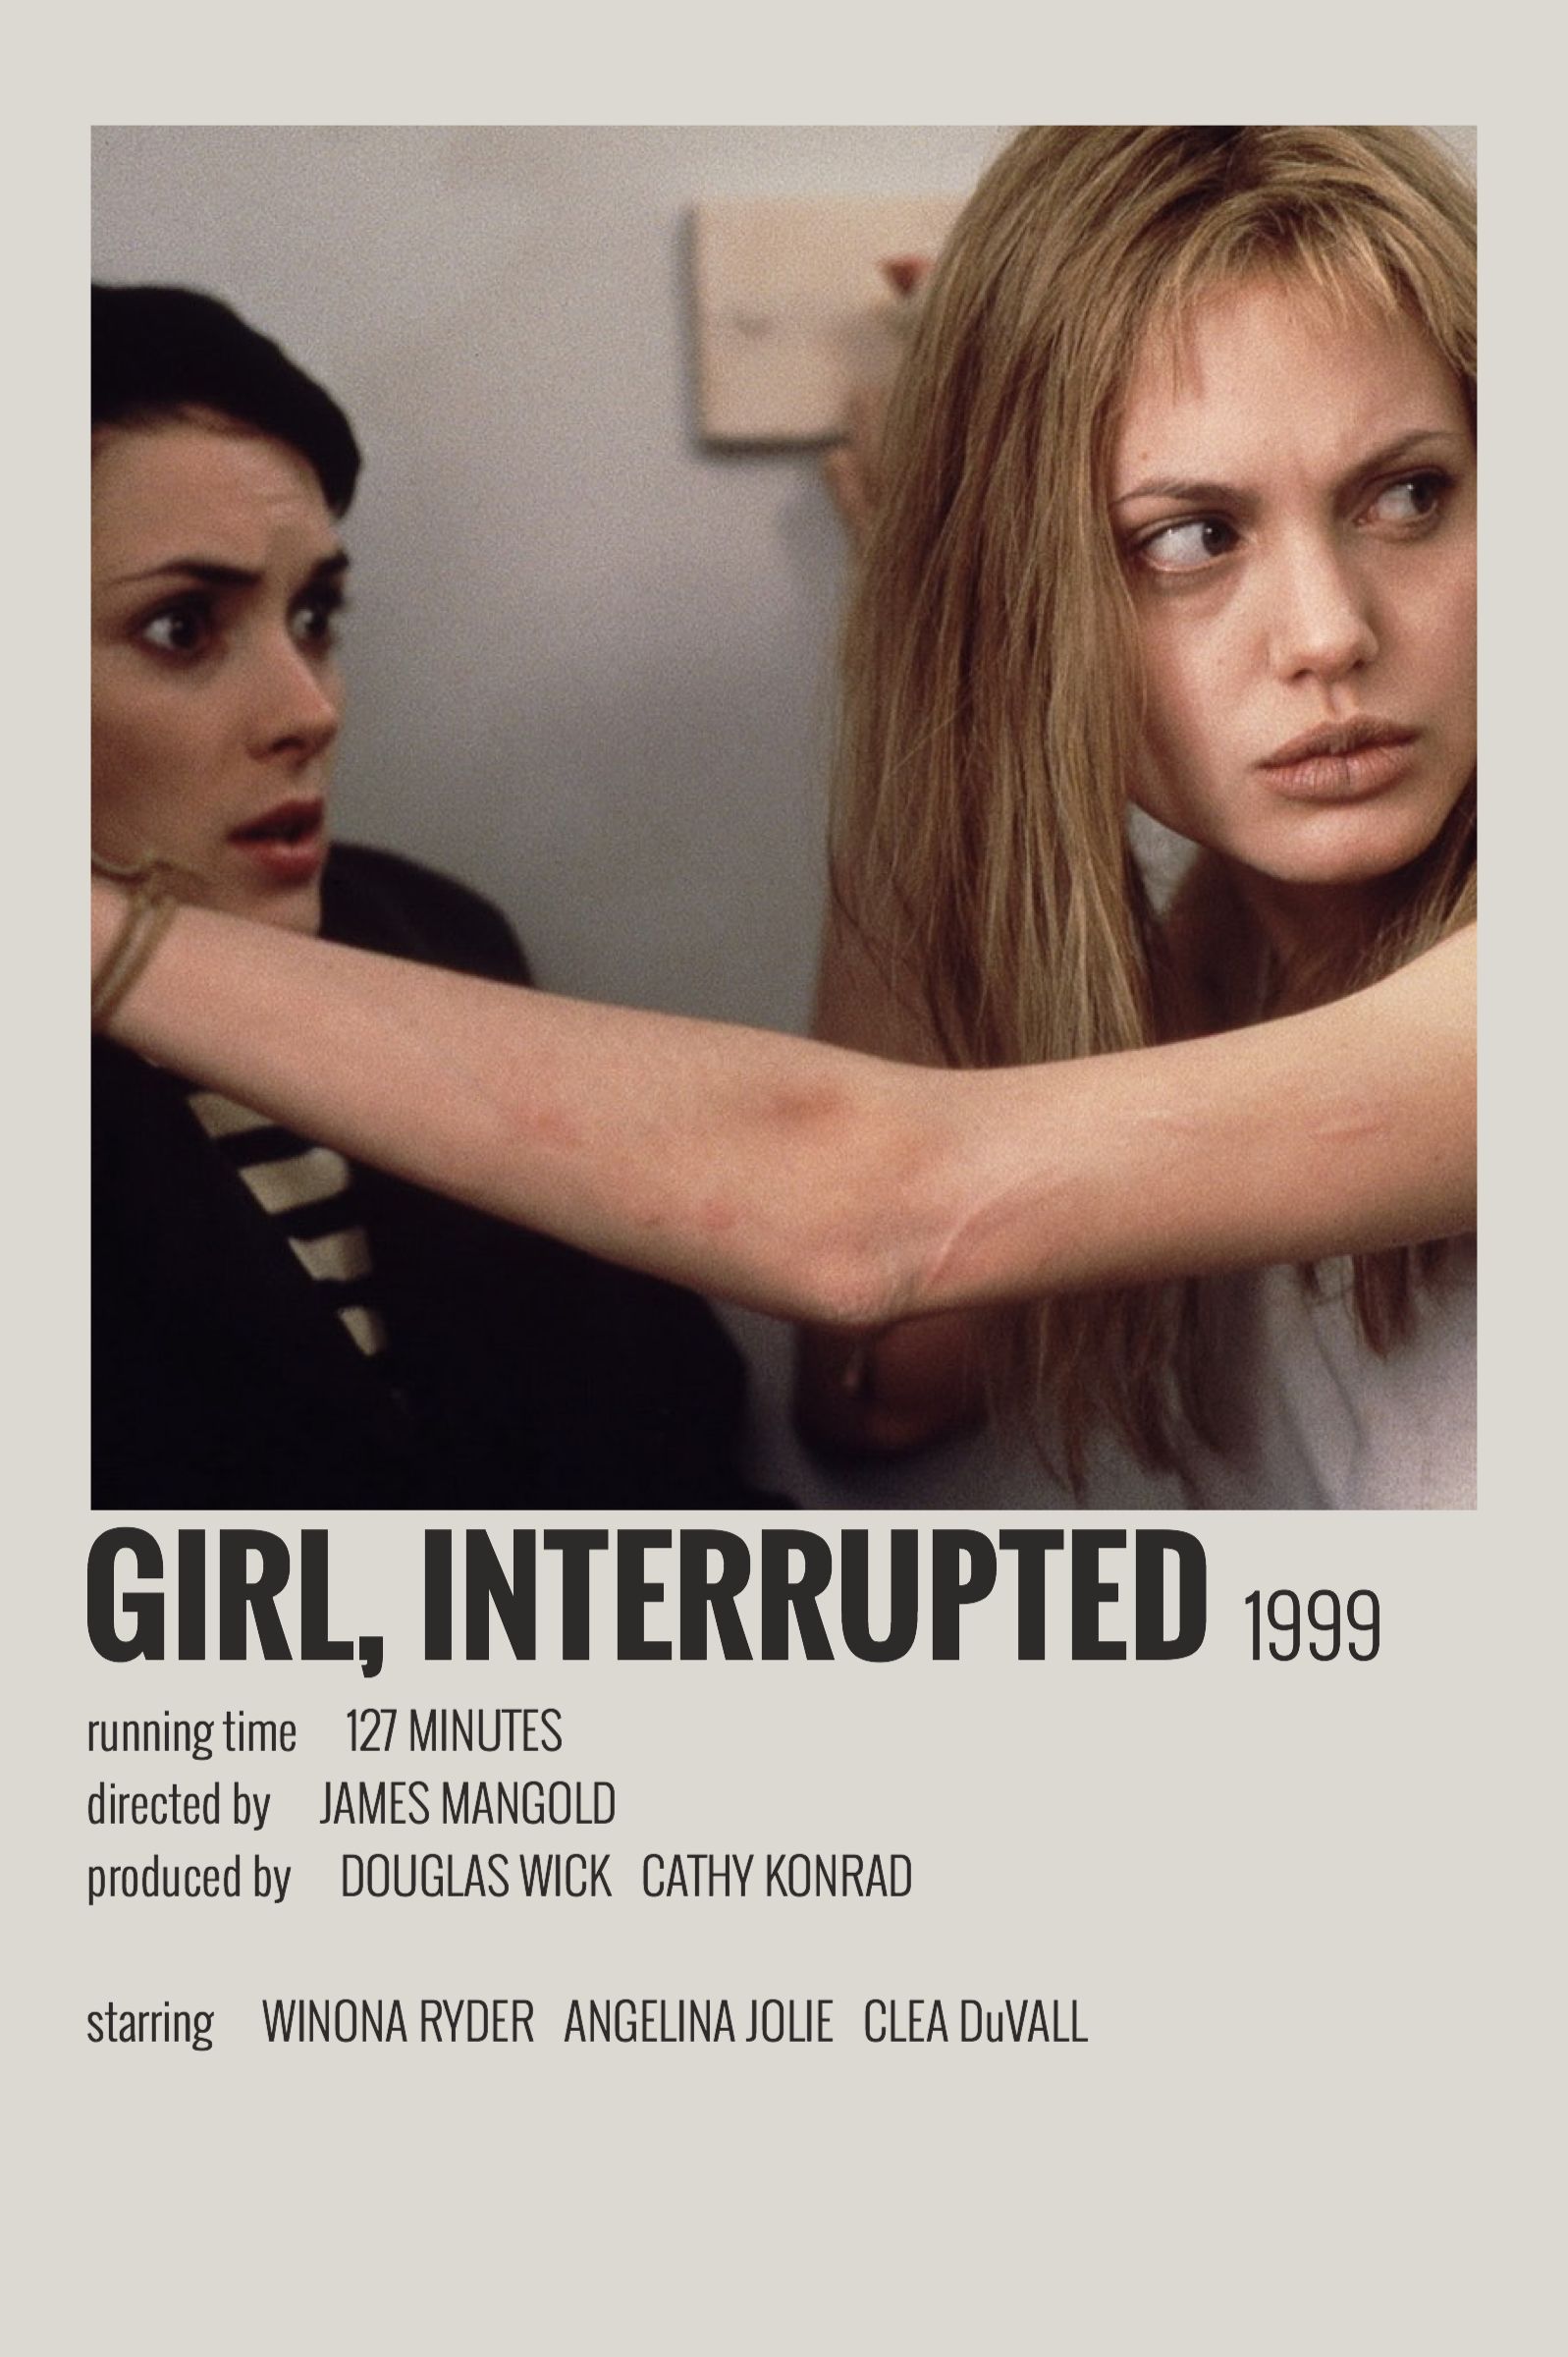 GIRL, INTERRUPTED 1999
running time 127 MINUTES
directed by JAMES MANGOLD
produced by DOUGLAS WICK CATHY KONRAD
starring WINONA RYDER ANGELINA JOLIE CLEA DuVALL